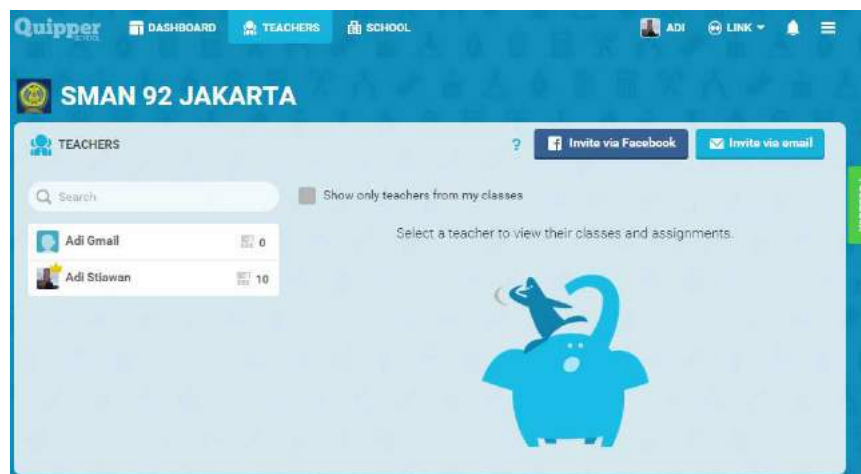 Quipper SCHOOL DASHBOARD TEACHERS SCHOOL ADI LINK
SMAN 92 JAKARTA
TEACHERS ? Invite via Facebook Invite via email
Search Show only teachers from my classes
Select a teacher to view their classes and assignments.
Adi Gmail 0
Adi Stiawan 10